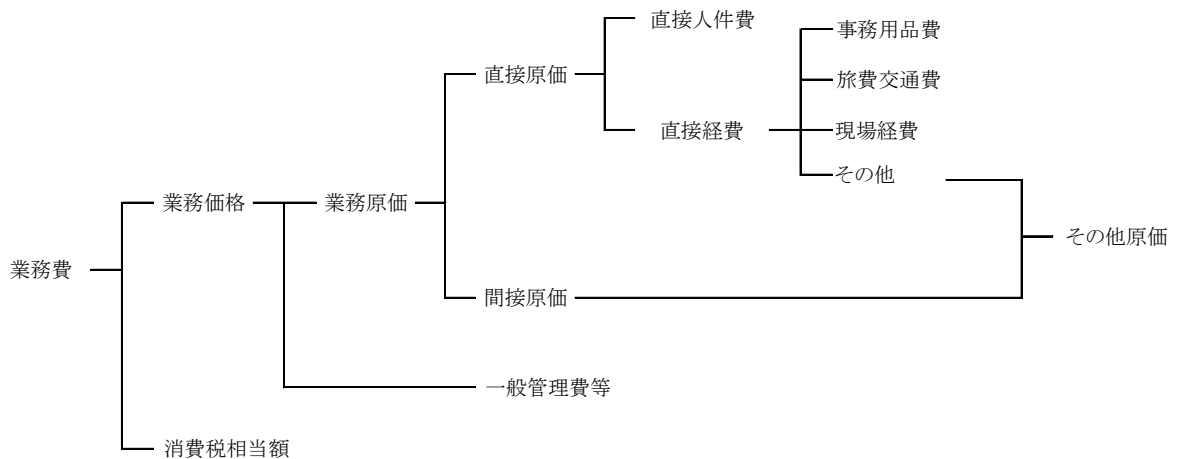 直接人件費
事務用品費
直接原価
旅費交通費
直接経費
現場経費
その他
業務価格
業務原価
その他原価
業務費
間接原価
一般管理費等
消費税相当額